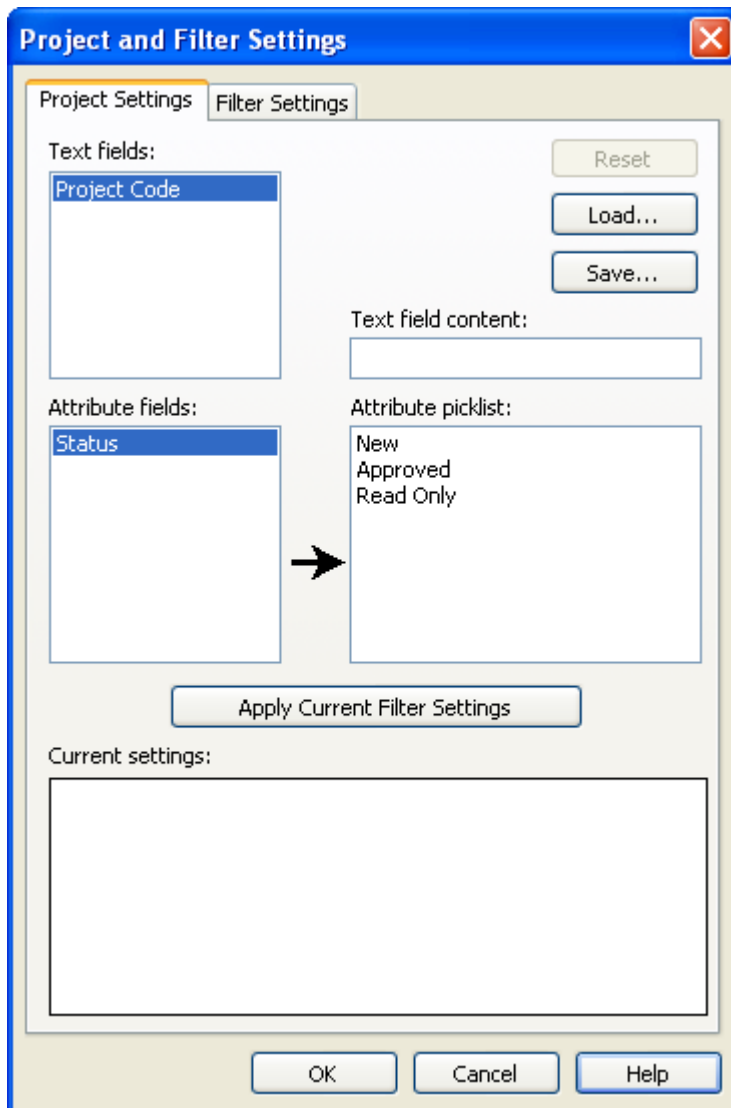 Project and Filter Settings
Project Settings
Filter Settings
Text fields:
Project Code
Reset
Load...
Save...
Text field content:
Attribute fields:
Status
Attribute picklist:
New
Approved
Read Only
Apply Current Filter Settings
Current settings:
OK
Cancel
Help